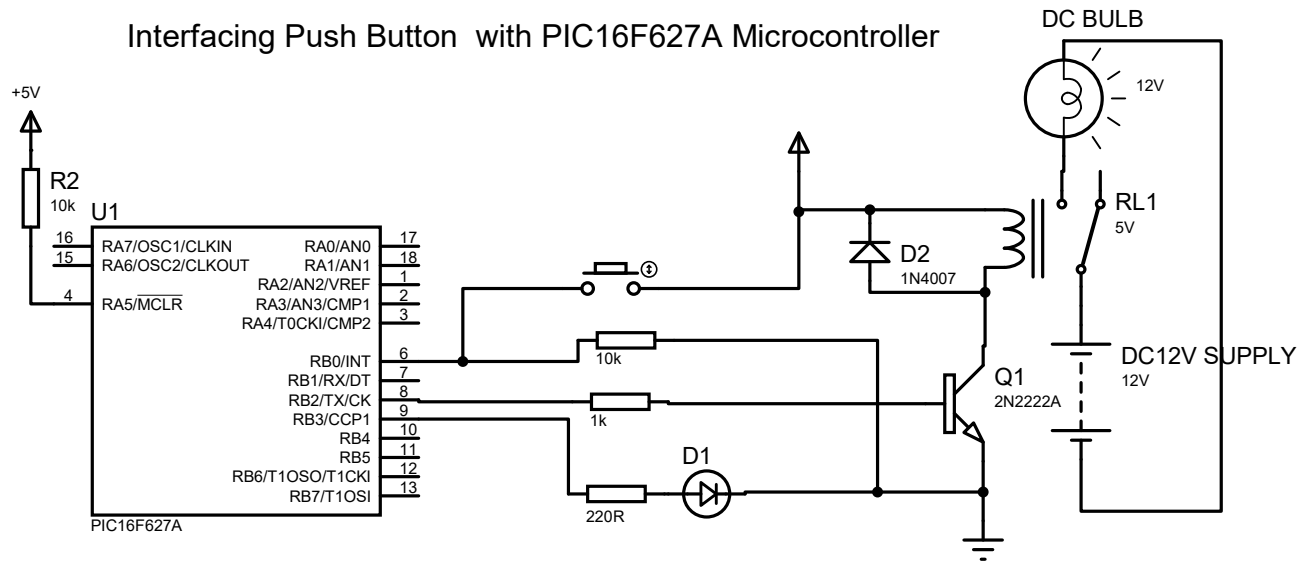 DC BULB
Interfacing Push Button with PIC16F627A Microcontroller
12V
+5V
R2
10k
U1
RL1
5V
16 RA7/OSC1/CLKIN RA0/AN0 17
15 RA6/OSC2/CLKOUT RA1/AN1 18
RA2/AN2/VREF 1
4 RA5/MCLR RA3/AN3/CMP1 2
RA4/T0CKI/CMP2 3
RB0/INT 6
RB1/RX/DT 7
RB2/TX/CK 8
RB3/CCP1 9
RB4 10
RB5 11
RB6/T1OSO/T1CKI 12
RB7/T1OSI 13
PIC16F627A
D2
1N4007
10k
1k
D1
220R
Q1
2N2222A
DC12V SUPPLY
12V